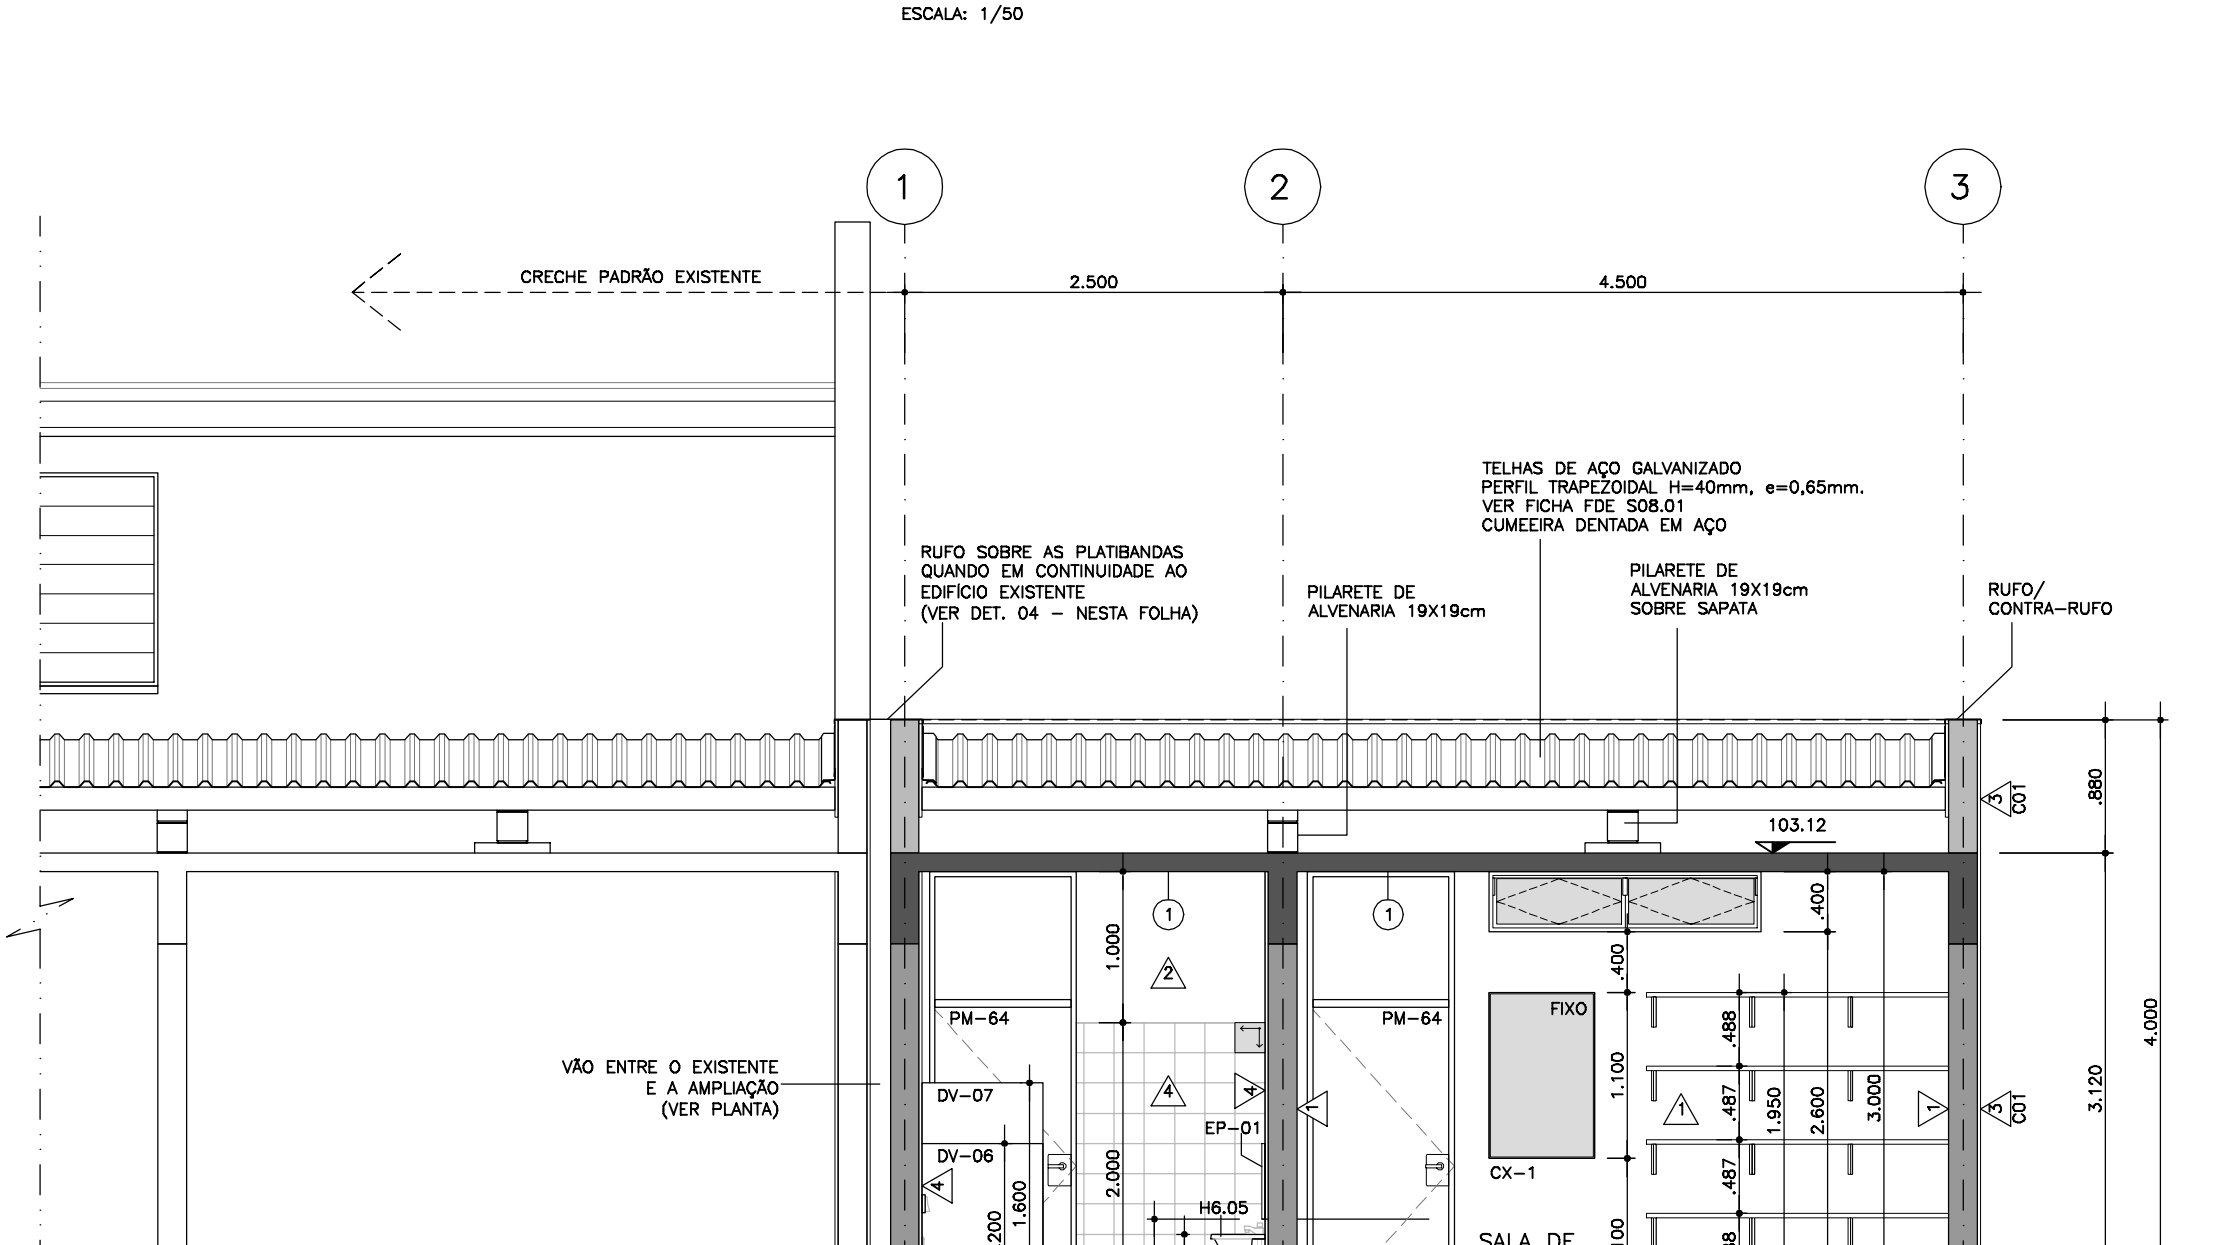 ESCALA: 1/50
1
2
3
CRECHE PADRÃO EXISTENTE
2.500
4.500
TELHAS DE AÇO GALVANIZADO
PERFIL TRAPEZOIDAL H=40mm, e=0,65mm.
VER FICHA FDE S08.01
CUMEEIRA DENTADA EM AÇO
RUFO SOBRE AS PLATIBANDAS
QUANDO EM CONTINUIDADE AO
EDIFÍCIO EXISTENTE
(VER DET. 04 – NESTA FOLHA)
PILARETE DE
ALVENARIA 19X19cm
PILARETE DE
ALVENARIA 19X19cm
SOBRE SAPATA
RUFO/
CONTRA-RUFO
.880
3
C01
103.12
1
1
.400
1.000
2
.400
PM-64
PM-64
FIXO
.488
4.000
VÃO ENTRE O EXISTENTE
E A AMPLIAÇÃO
(VER PLANTA)
DV-07
4
4
1
1.100
.487
1
1.950
2.600
3.000
1
3
C01
3.120
EP-01
DV-06
4
2.000
CX-1
.487
1.600
H6.05
SALA DE